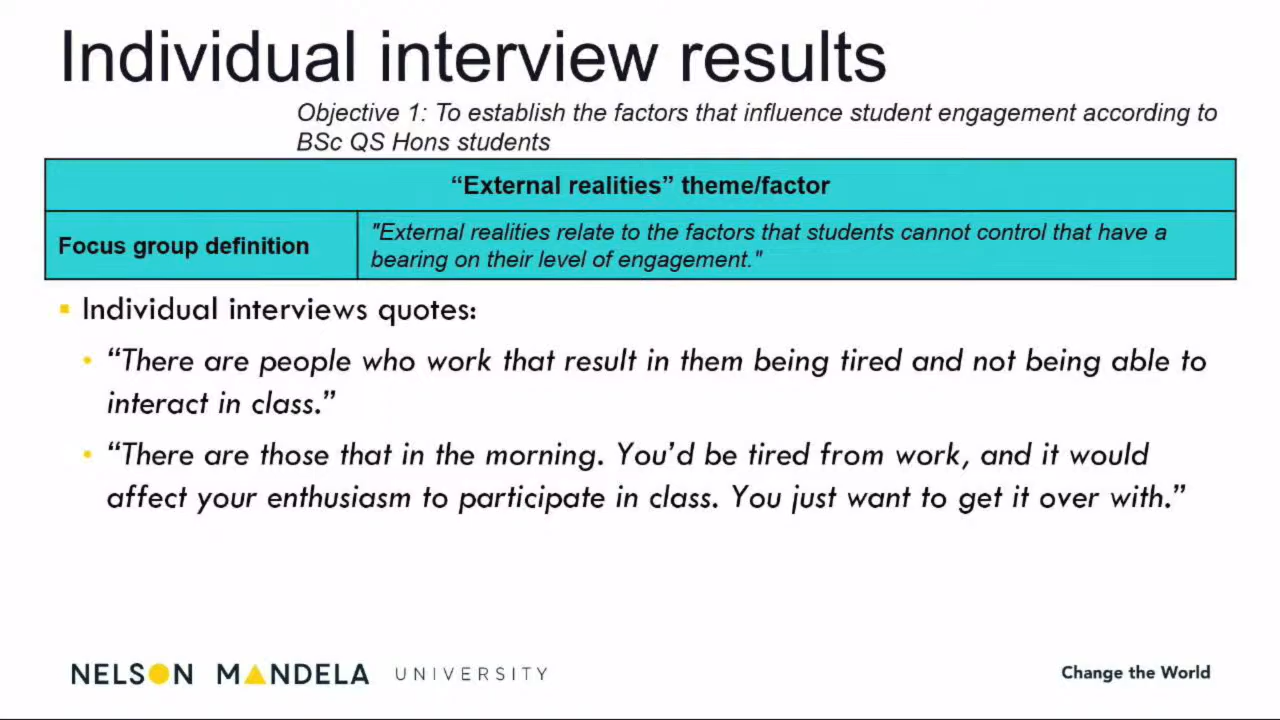 Individual interview results
Objective 1: To establish the factors that influence student engagement according to
BSc QS Hons students
“External realities” theme/factor
Focus group definition
"External realities relate to the factors that students cannot control that have a
bearing on their level of engagement."
Individual interviews quotes:
“There are people who work that result in them being tired and not being able to
interact in class.”
“There are those that in the morning. You’d be tired from work, and it would
affect your enthusiasm to participate in class. You just want to get it over with.”
NELSON MANDELA UNIVERSITY
Change the World